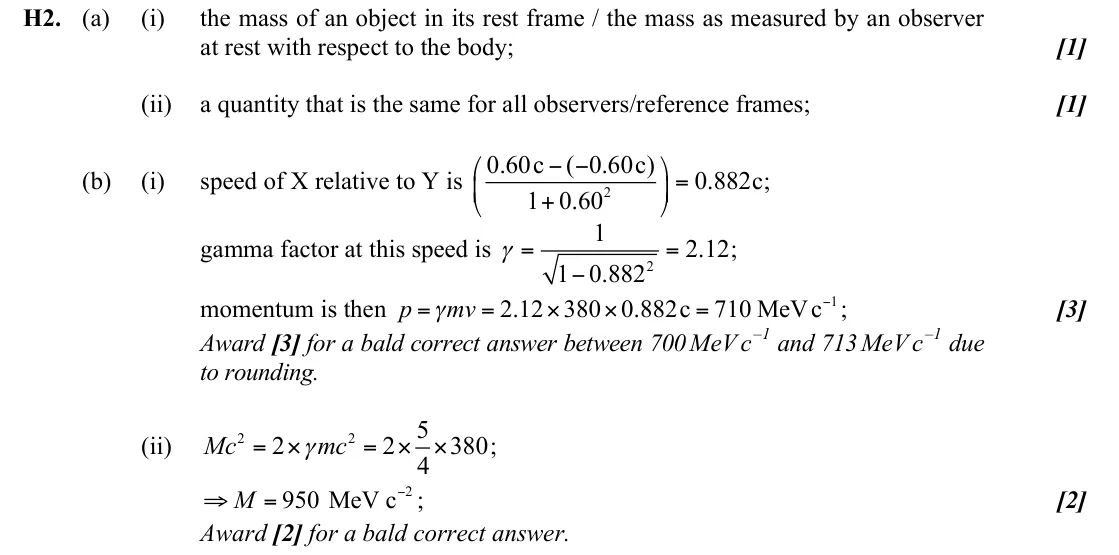 H2. (a) (i) the mass of an object in its rest frame / the mass as measured by an observer
at rest with respect to the body; [1]
(ii) a quantity that is the same for all observers/reference frames; [1]
(b) (i) speed of X relative to Y is (0.60c−(−0.60c) / 1+0.60²) = 0.882c;
gamma factor at this speed is γ = 1 / √(1−0.882²) = 2.12;
momentum is then p = γmv = 2.12×380×0.882c = 710 MeV c⁻¹; [3]
Award [3] for a bald correct answer between 700 MeV c⁻¹ and 713 MeV c⁻¹ due
to rounding.
(ii) Mc² = 2×γmc² = 2×5/4×380;
⇒ M = 950 MeV c⁻²; [2]
Award [2] for a bald correct answer.